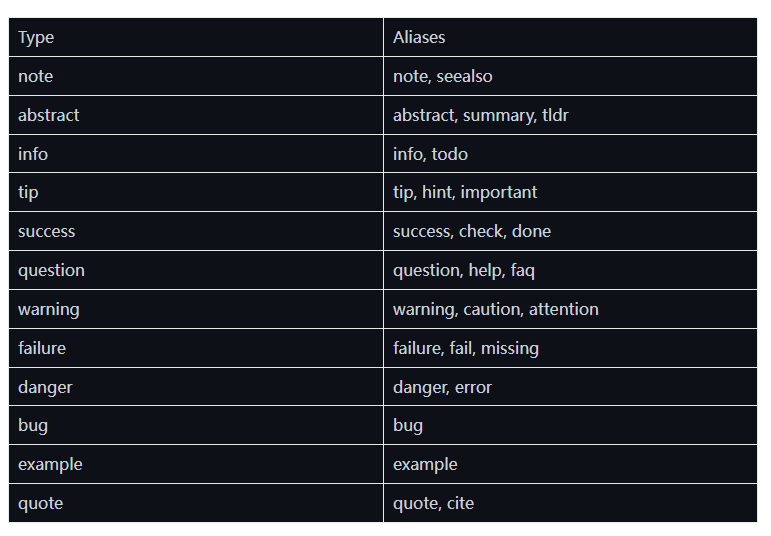 Type Aliases
note note, seealso
abstract abstract, summary, tldr
info info, todo
tip tip, hint, important
success success, check, done
question question, help, faq
warning warning, caution, attention
failure failure, fail, missing
danger danger, error
bug bug
example example
quote quote, cite